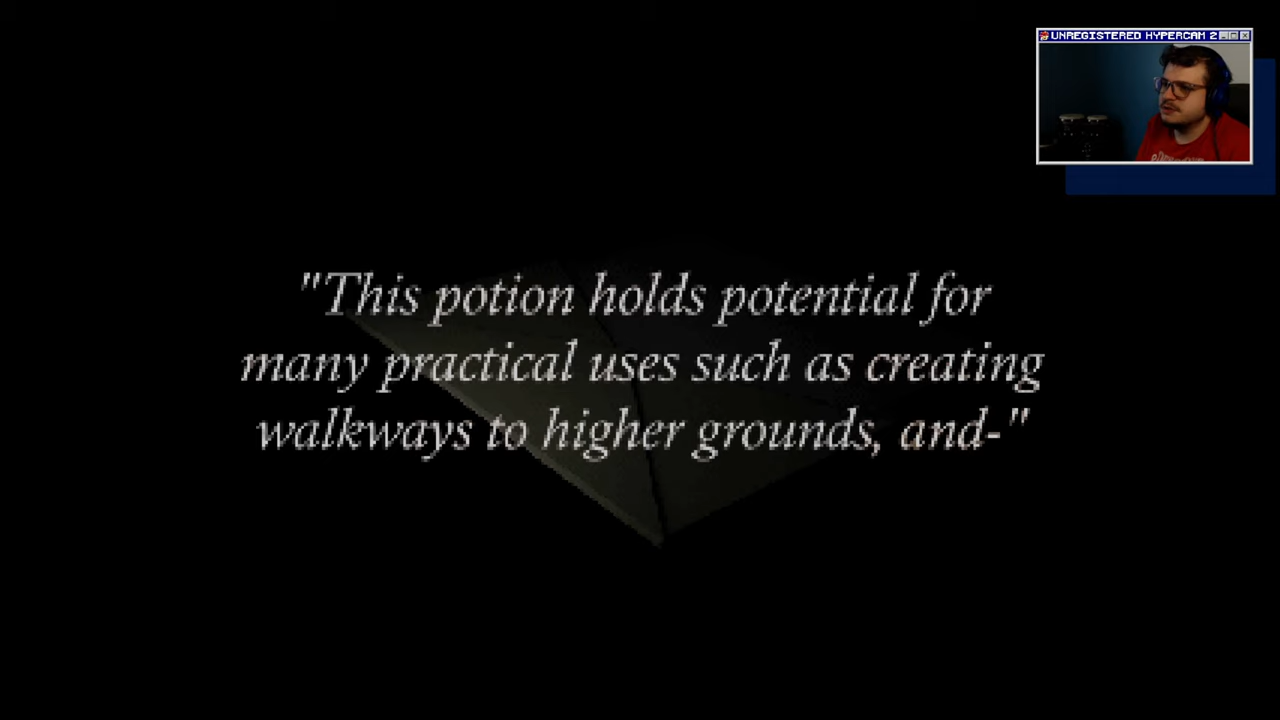 UNREGISTERED HYPERCAM 2
"This potion holds potential for
many practical uses such as creating
walkways to higher grounds, and-"